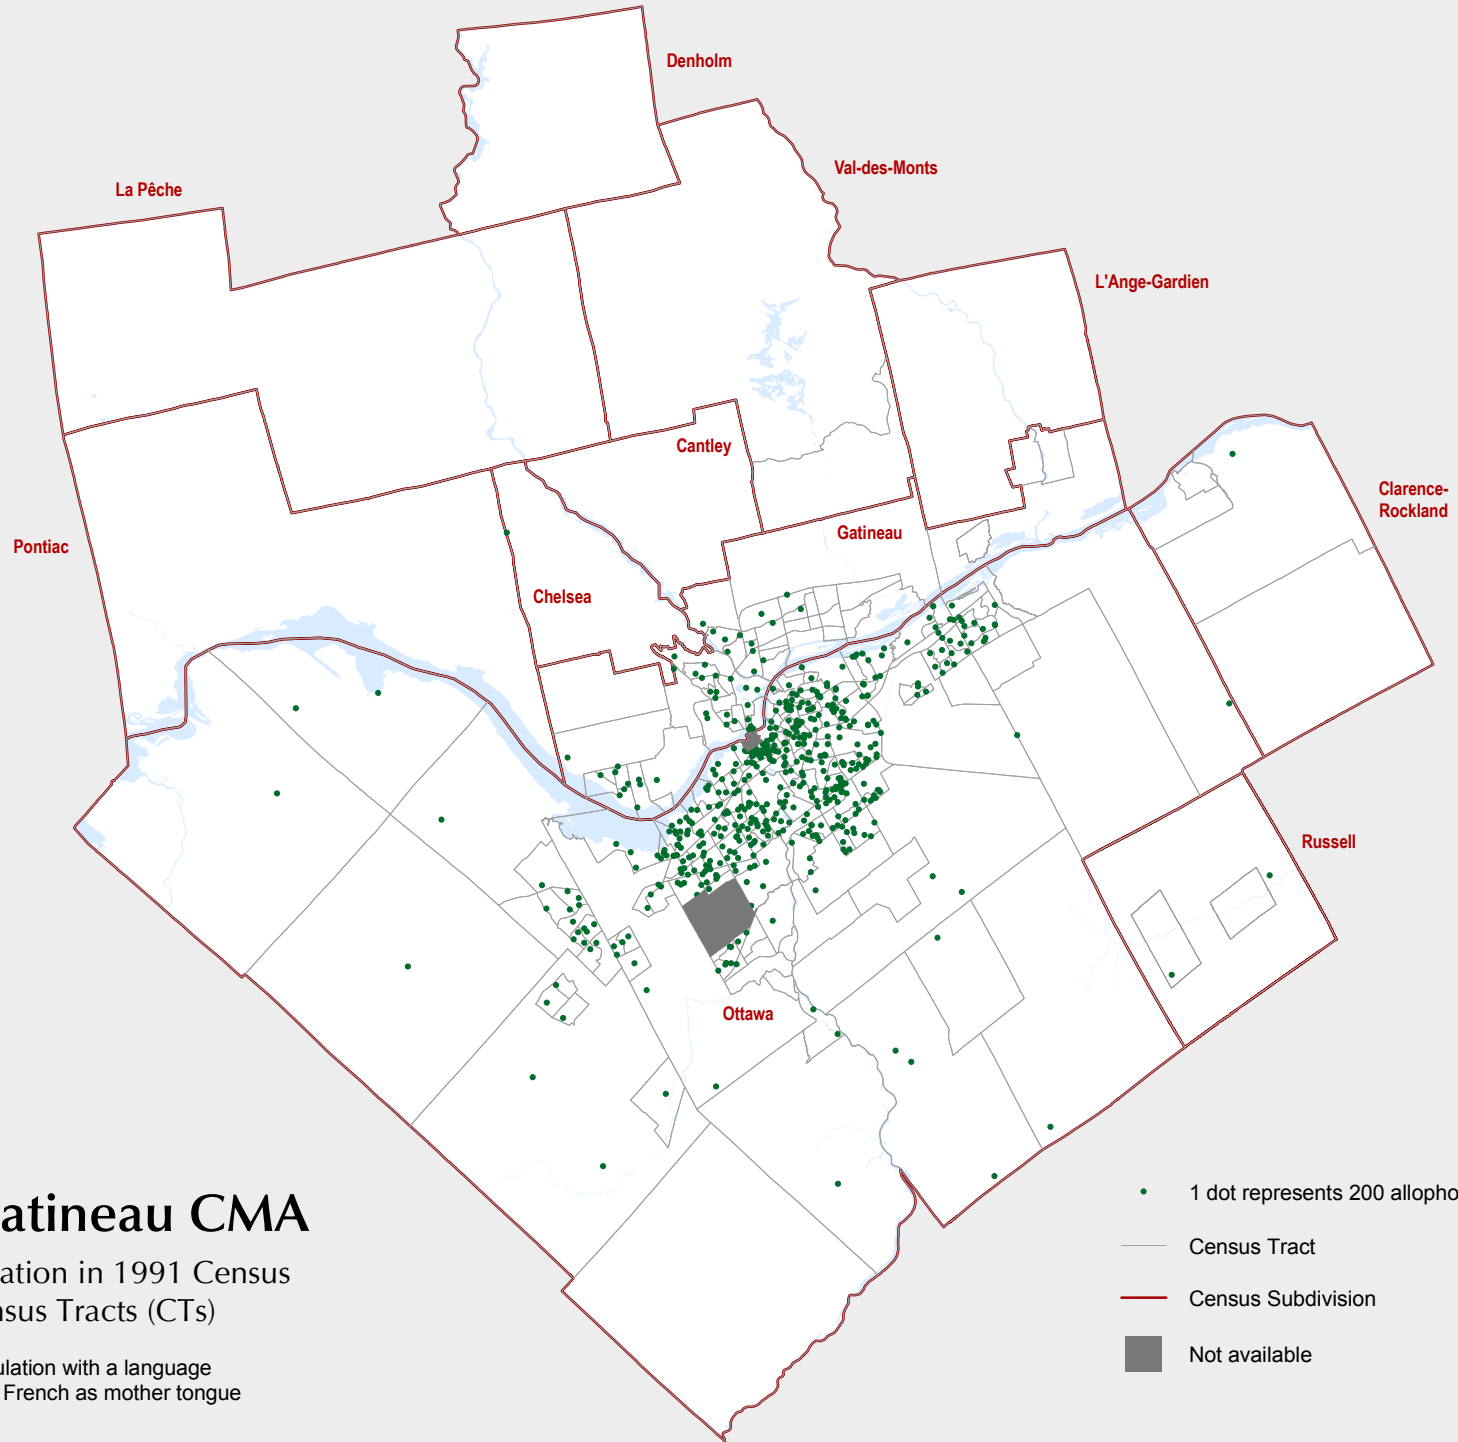 Denholm
Val-des-Monts
La Pêche
L'Ange-Gardien
Cantley
Clarence-
Rockland
Gatineau
Pontiac
Chelsea
Russell
Ottawa
atineau CMA
ation in 1991 Census
nsus Tracts (CTs)
ulation with a language
French as mother tongue
1 dot represents 200 allopho
Census Tract
Census Subdivision
Not available